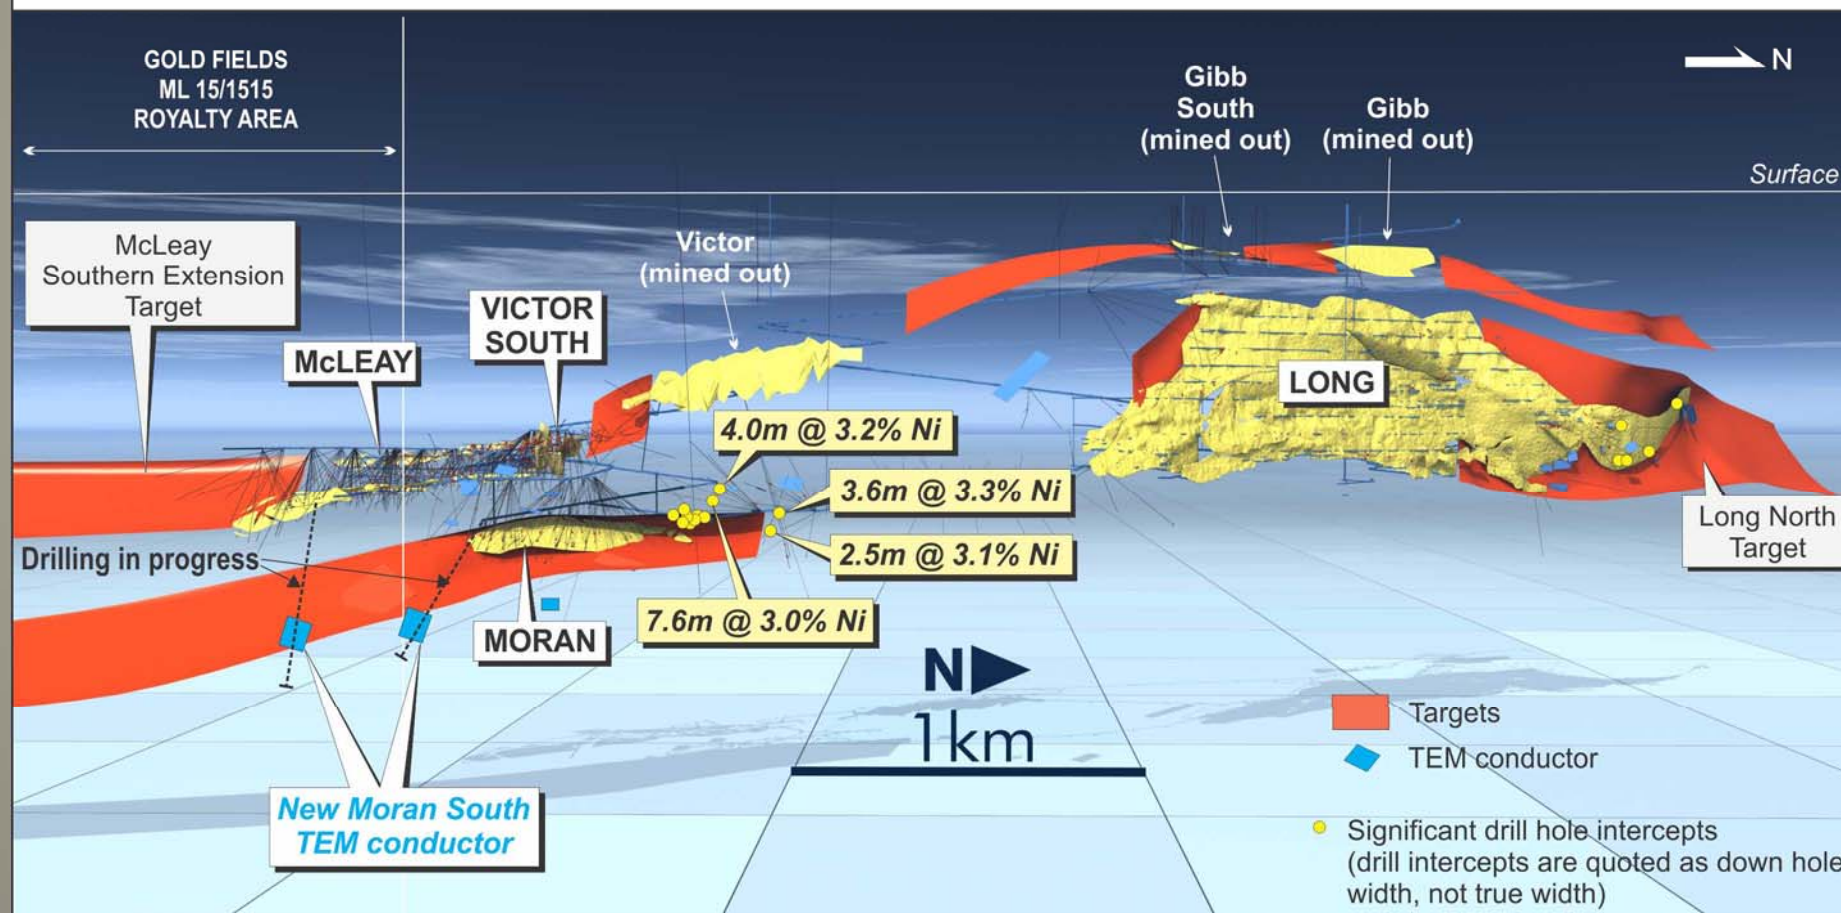 GOLD FIELDS
ML 15/1515
ROYALTY AREA
N
Gibb
South
(mined out)
Gibb
(mined out)
Surface
McLeay
Southern Extension
Target
Victor
(mined out)
VICTOR
SOUTH
McLEAY
LONG
4.0m @ 3.2% Ni
3.6m @ 3.3% Ni
2.5m @ 3.1% Ni
7.6m @ 3.0% Ni
Long North
Target
Drilling in progress
MORAN
N
1km
New Moran South
TEM conductor
Targets
TEM conductor
Significant drill hole intercepts
(drill intercepts are quoted as down hole
width, not true width)